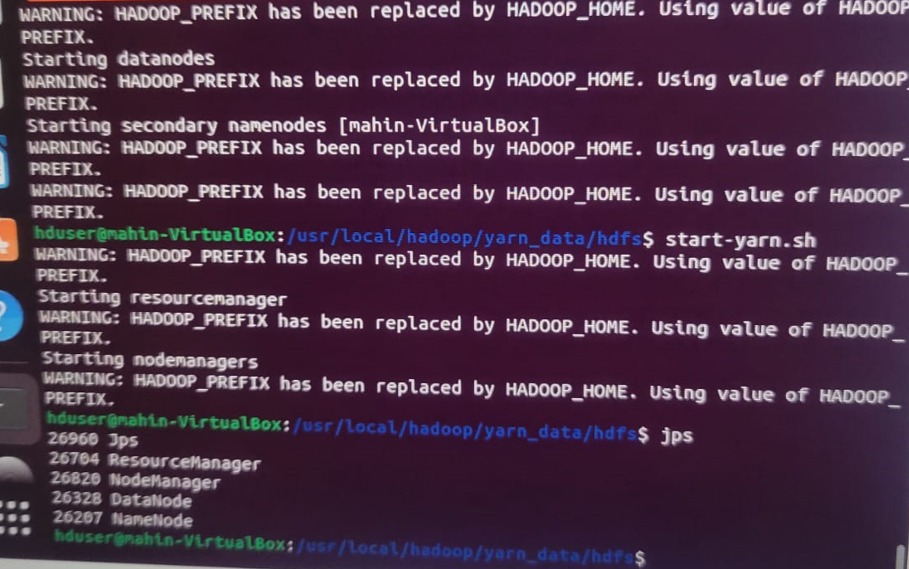 WARNING: HADOOP_PREFIX has been replaced by HADOOP_HOME. Using value of HADOOP
PREFIX.
Starting datanodes
WARNING: HADOOP_PREFIX has been replaced by HADOOP_HOME. Using value of HADOOP_
PREFIX.
Starting secondary namenodes [mahin-VirtualBox]
WARNING: HADOOP_PREFIX has been replaced by HADOOP_HOME. Using value of HADOOP_
PREFIX.
WARNING: HADOOP_PREFIX has been replaced by HADOOP_HOME. Using value of HADOOP_
PREFIX.
hduser@mahin-VirtualBox:/usr/local/hadoop/yarn_data/hdfs$ start-yarn.sh
WARNING: HADOOP_PREFIX has been replaced by HADOOP_HOME. Using value of HADOOP_
PREFIX.
Starting resourcemanager
WARNING: HADOOP_PREFIX has been replaced by HADOOP_HOME. Using value of HADOOP_
PREFIX.
Starting nodemanagers
WARNING: HADOOP_PREFIX has been replaced by HADOOP_HOME. Using value of HADOOP_
PREFIX.
hduser@mahin-VirtualBox:/usr/local/hadoop/yarn_data/hdfs$ jps
26960 Jps
26704 ResourceManager
26820 NodeManager
26328 DataNode
26207 NameNode
hduser@mahin-VirtualBox:/usr/local/hadoop/yarn_data/hdfs$